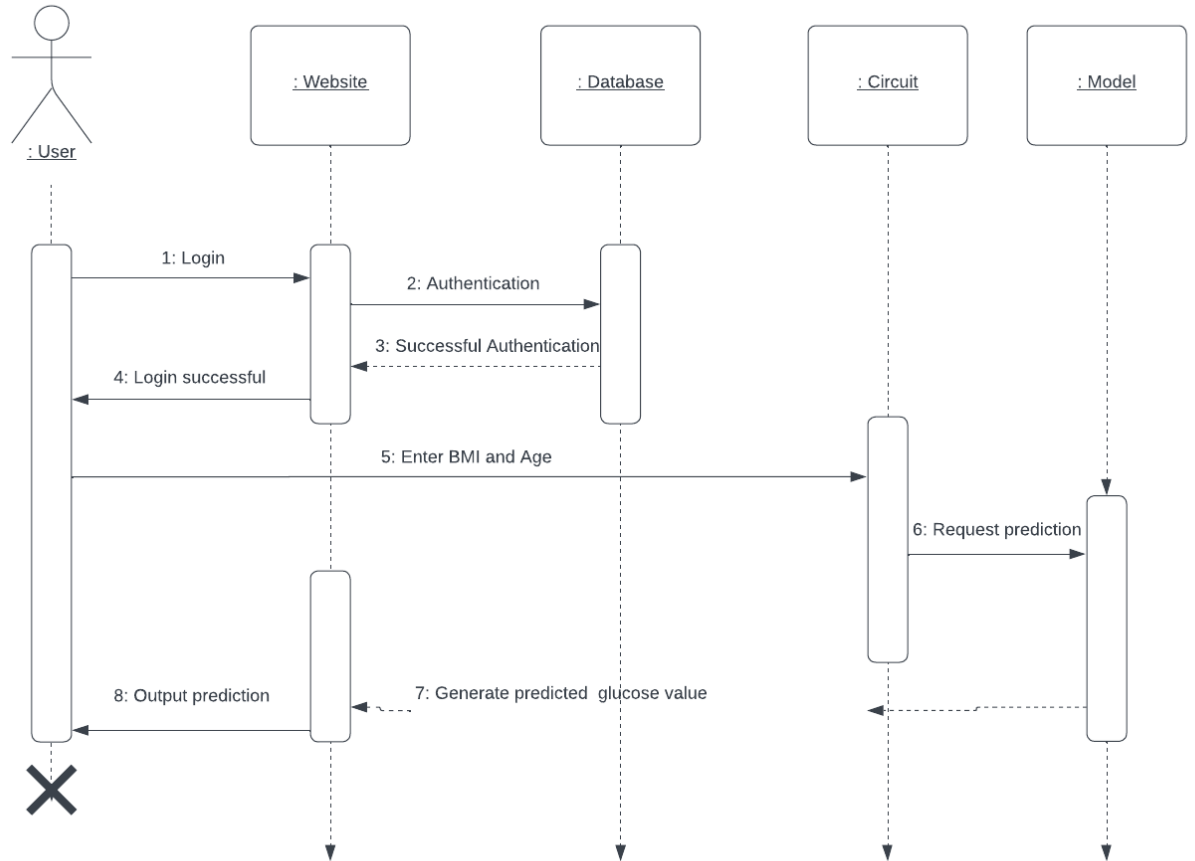 : Website
: Database
: Circuit
: Model
: User
1: Login
2: Authentication
3: Successful Authentication
4: Login successful
5: Enter BMI and Age
6: Request prediction
7: Generate predicted  glucose value
8: Output prediction